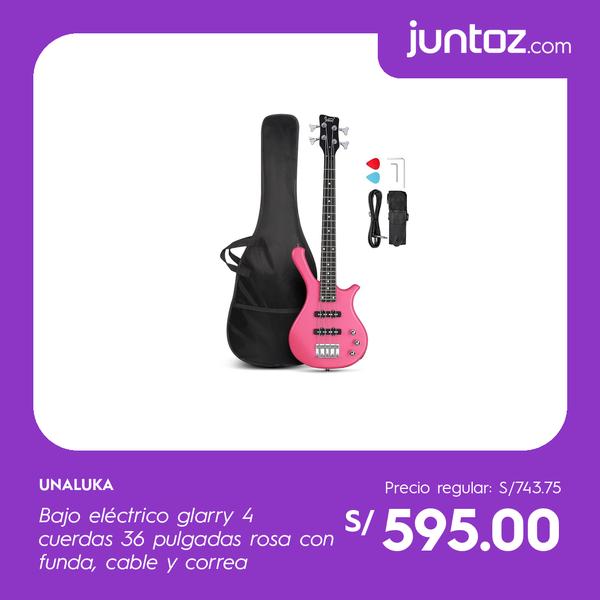 juntoz.com
UNALUKA
Bajo eléctrico glarry 4
cuerdas 36 pulgadas rosa con
funda, cable y correa
Precio regular: S/743.75
S/ 595.00